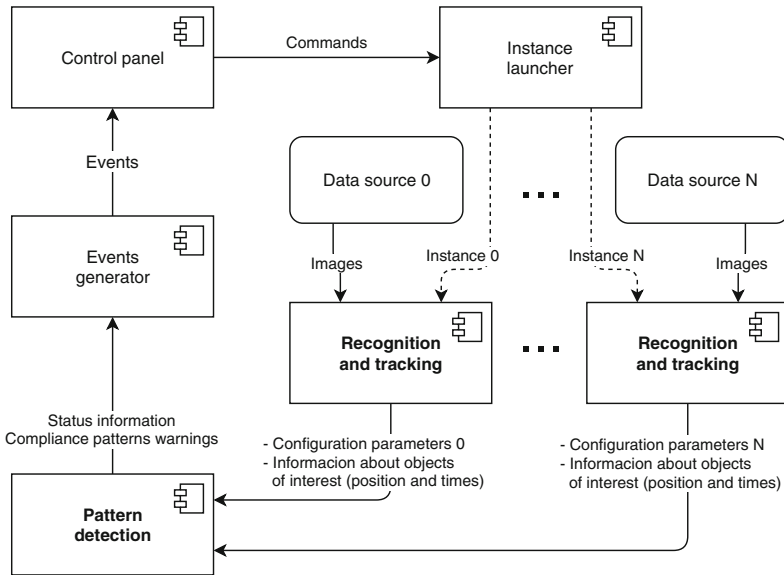 Control panel
Commands
Instance
launcher
Events
Data source 0
Data source N
Events
generator
Images
Instance 0
Instance N
Images
Recognition
and tracking
Recognition
and tracking
Status information
Compliance patterns warnings
- Configuration parameters 0
- Informacion about objects
of interest (position and times)
- Configuration parameters N
- Informacion about objects
of interest (position and times)
Pattern
detection